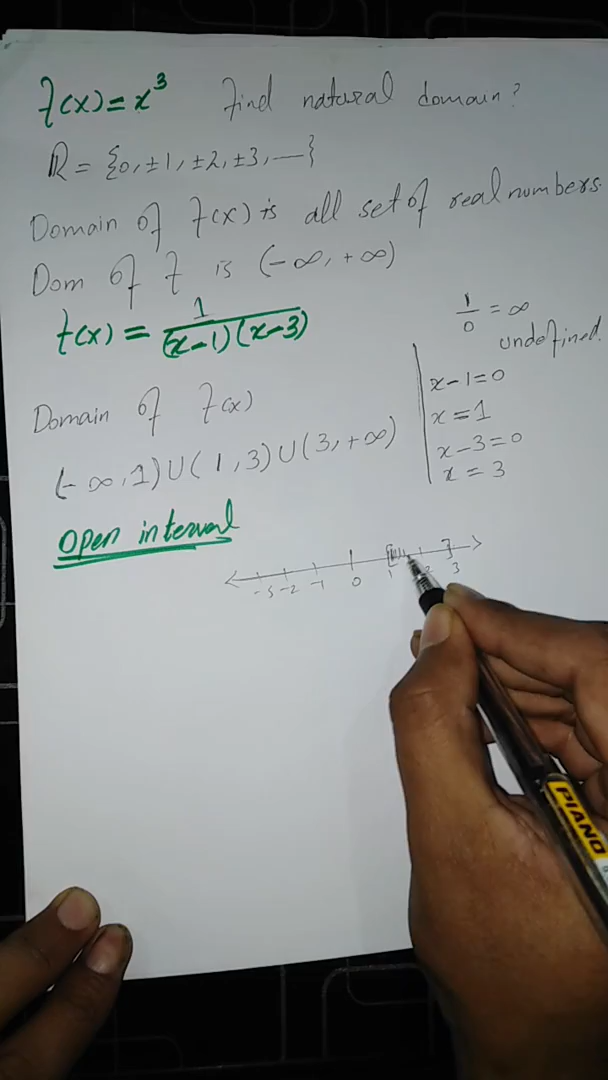 f(x) = x³ Find natural domain?
ℝ = {0, ±1, ±2, ±3, —}
Domain of f(x) is all set of real numbers.
Dom of f is (-∞, +∞)
f(x) = 1/(x-1)(x-3)
1/0 = ∞
undefined.
x-1=0
x=1
x-3=0
x=3
Domain of f(x)
(-∞, 1) U (1, 3) U (3, +∞)
Open interval
-3 -2 -1 0 1 2 3
PIANO